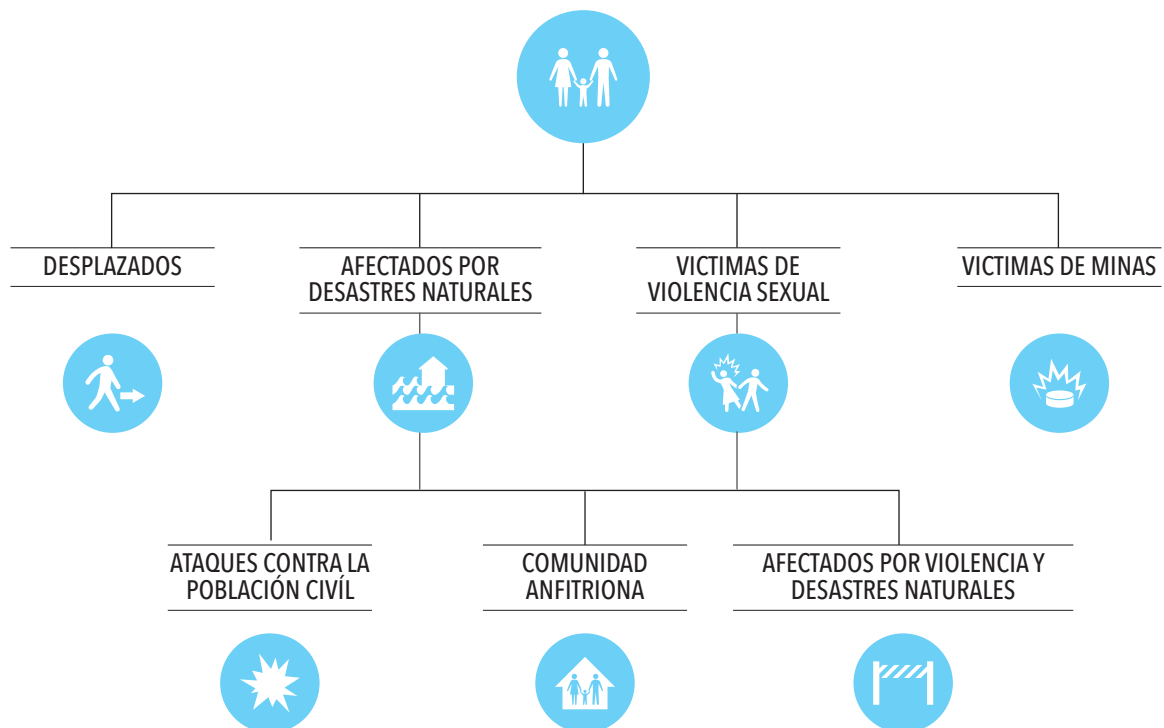 DESPLAZADOS
AFECTADOS POR
DESASTRES NATURALES
VICTIMAS DE
VIOLENCIA SEXUAL
VICTIMAS DE MINAS
ATAQUES CONTRA LA
POBLACIÓN CIVÍL
COMUNIDAD
ANFITRIONA
AFECTADOS POR VIOLENCIA Y
DESASTRES NATURALES